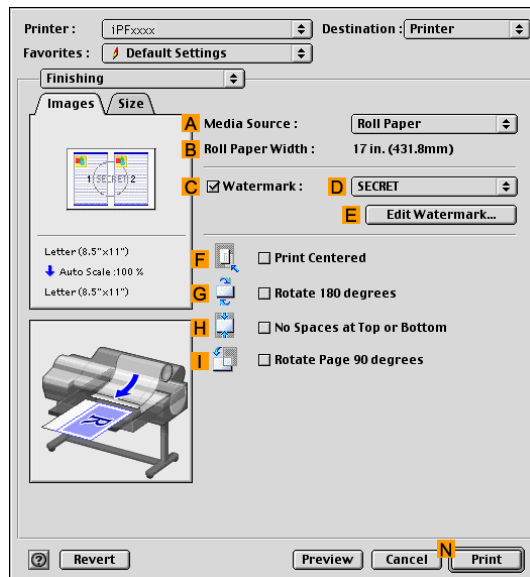 Printer : iPFxxxx Destination : Printer
Favorites : Default Settings
Finishing
Images Size
A Media Source : Roll Paper
B Roll Paper Width : 17 in. (431.8mm)
1 SECRET 2
C Watermark : D SECRET
E Edit Watermark...
Letter (8.5"x11")
F Print Centered
Auto Scale :100 %
Letter (8.5"x11")
G Rotate 180 degrees
H No Spaces at Top or Bottom
I Rotate Page 90 degrees
R
N
? Revert Preview Cancel Print